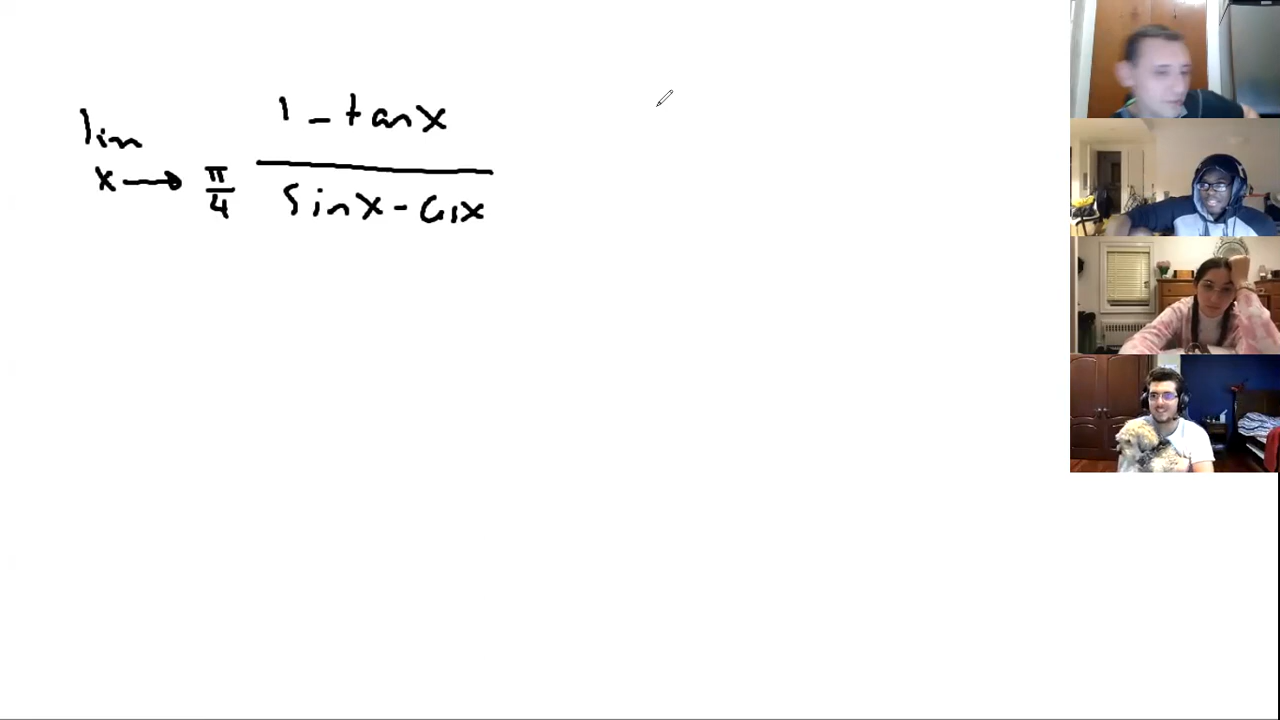 lim
x → π/4
1 - tanx
sinx - cosx